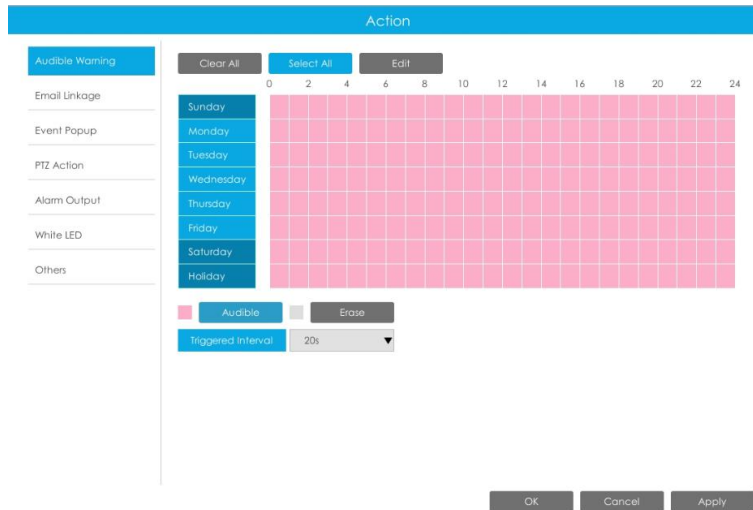 Action
Audible Warning
Email Linkage
Event Popup
PTZ Action
Alarm Output
White LED
Others
Clear All Select All Edit
0 2 4 6 8 10 12 14 16 18 20 22 24
Sunday
Monday
Tuesday
Wednesday
Thursday
Friday
Saturday
Holiday
Audible Erase
Triggered Interval 20s
OK Cancel Apply